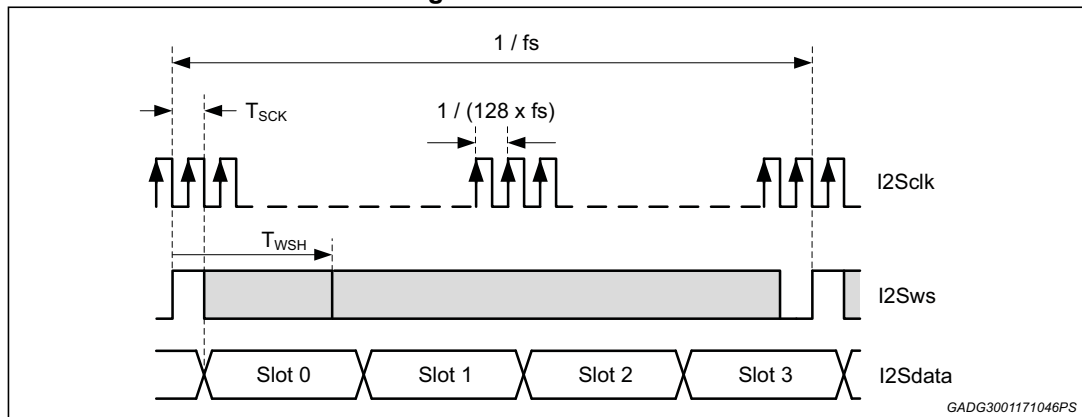 g
1 / fs
TSCK
1 / (128 x fs)
I2Sclk
TWSH
I2Sws
Slot 0
Slot 1
Slot 2
Slot 3
I2Sdata
GADG3001171046PS